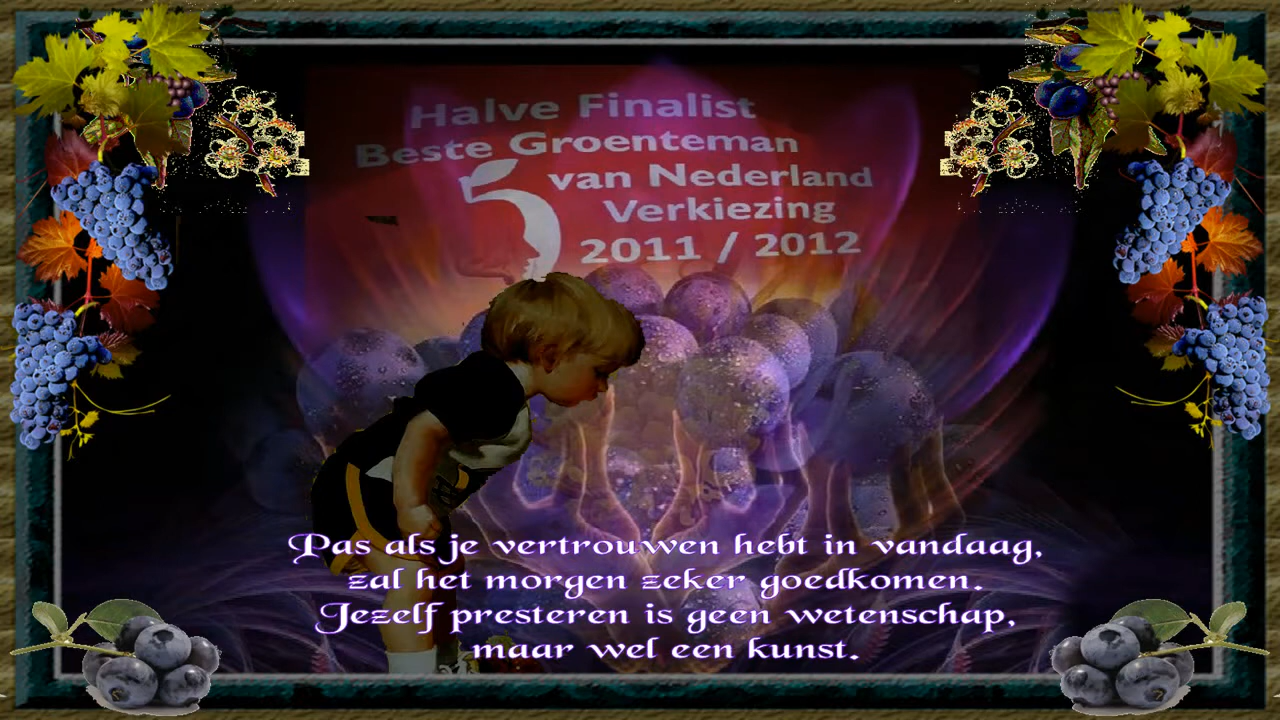 Halve Finalist
Beste Groenteman
5 van Nederland
Verkiezing
2011 / 2012
Pas als je vertrouwen hebt in vandaag,
zal het morgen zeker goedkomen.
Jezelf presteren is geen wetenschap,
maar wel een kunst.